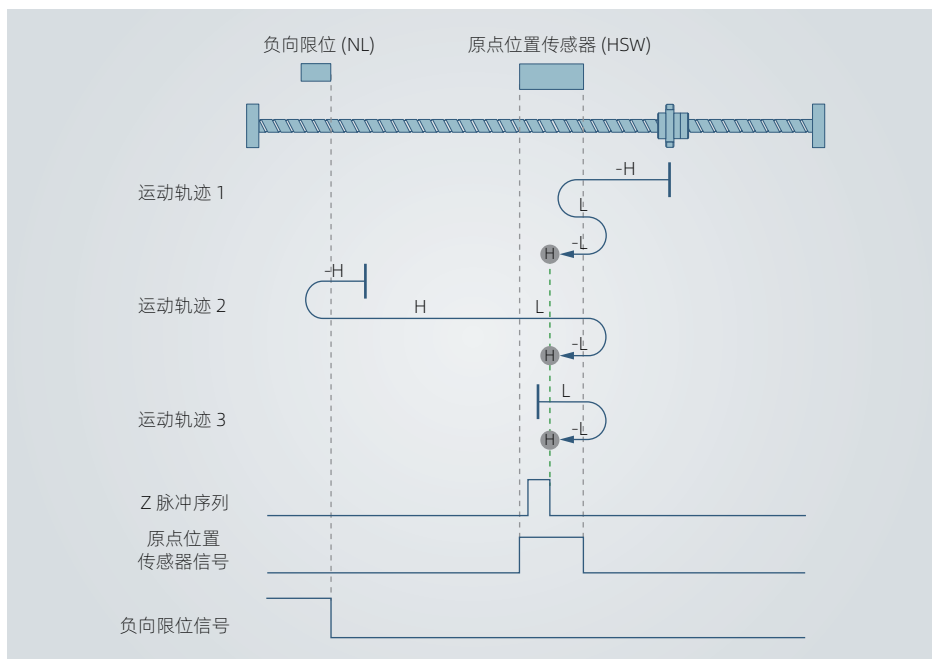 负向限位 (NL)
原点位置传感器 (HSW)
运动轨迹 1
-H
L
-L
H
运动轨迹 2
-H
H
L
-L
H
运动轨迹 3
L
-L
H
Z 脉冲序列
原点位置
传感器信号
负向限位信号